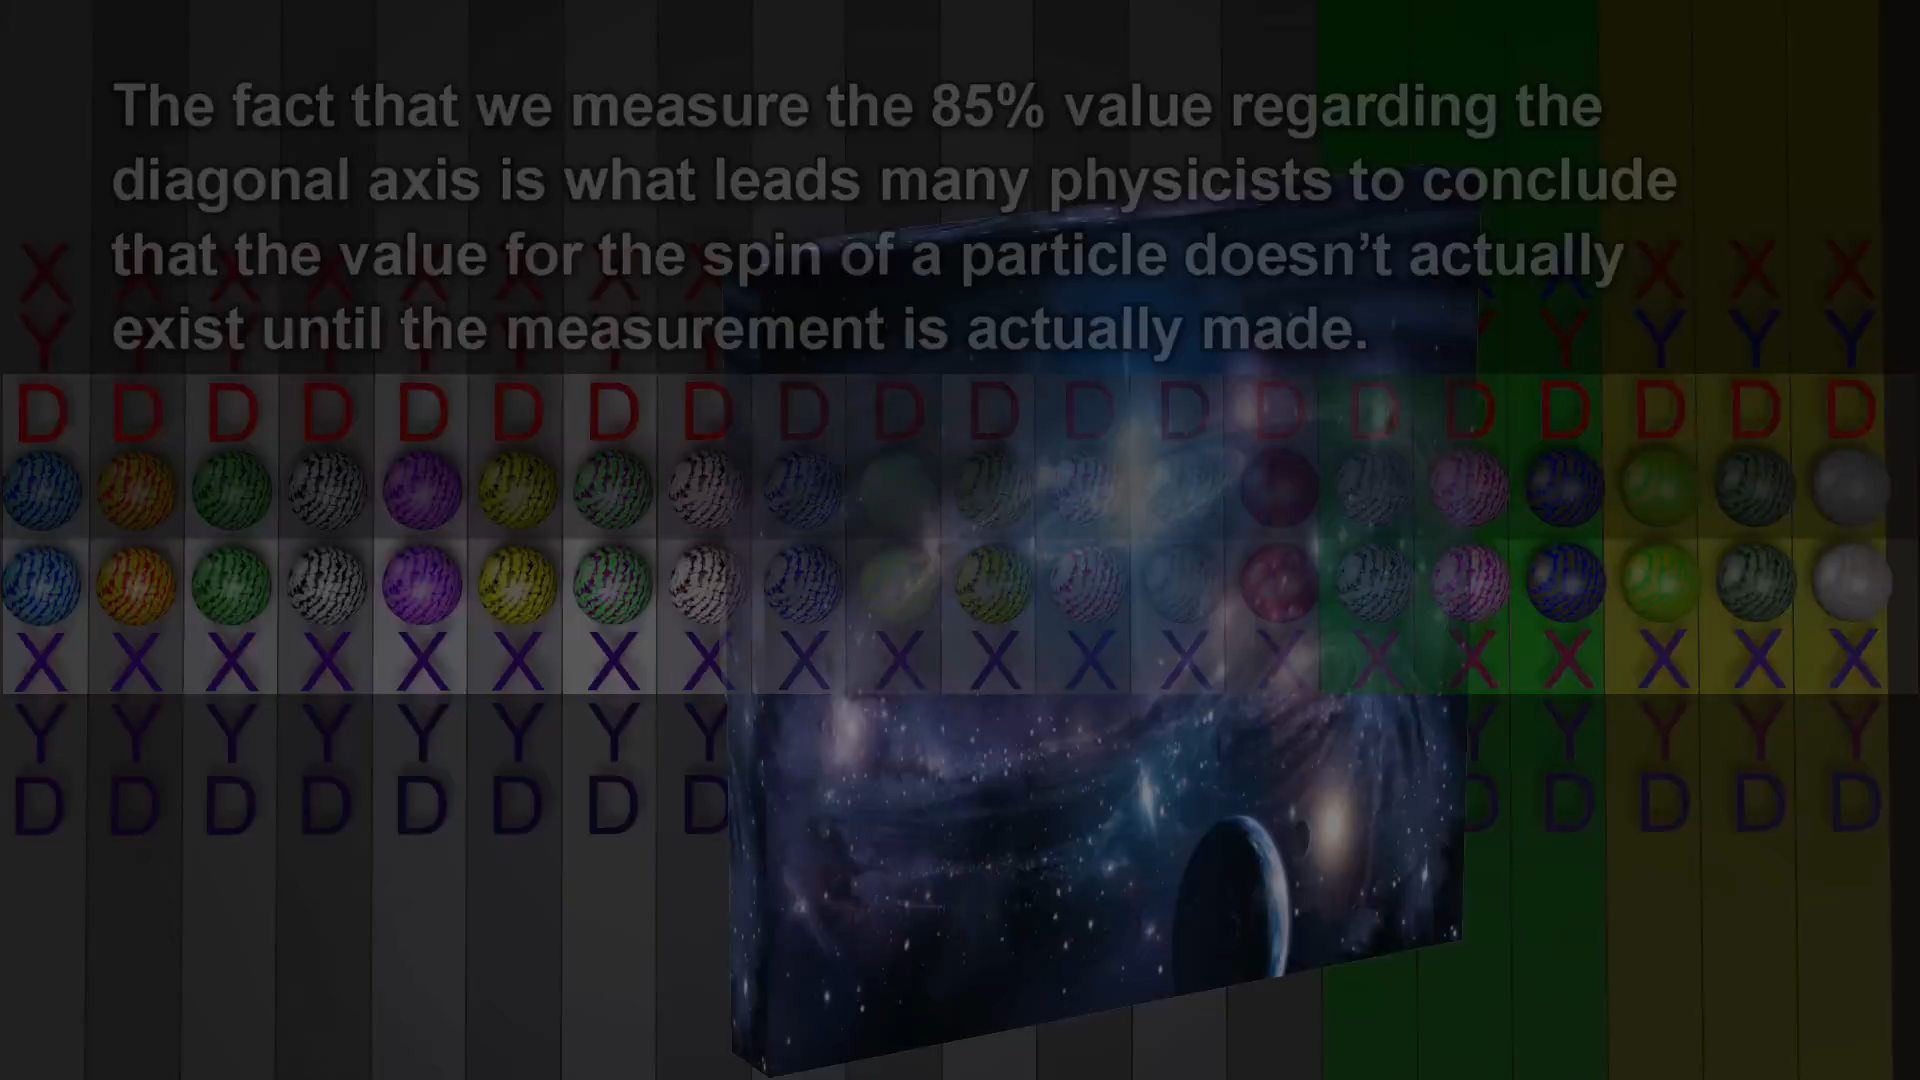 The fact that we measure the 85% value regarding the
diagonal axis is what leads many physicists to conclude
that the value for the spin of a particle doesn't actually
exist until the measurement is actually made.
X X X X X X X X X X X X X
Y Y Y Y Y Y Y Y Y Y Y Y Y
D D D D D D D D D D D D D D D D D D D D
X X X X X X X X X X X X X X X X X X X X
Y Y Y Y Y Y Y Y Y Y Y Y Y
D D D D D D D D D D D D D